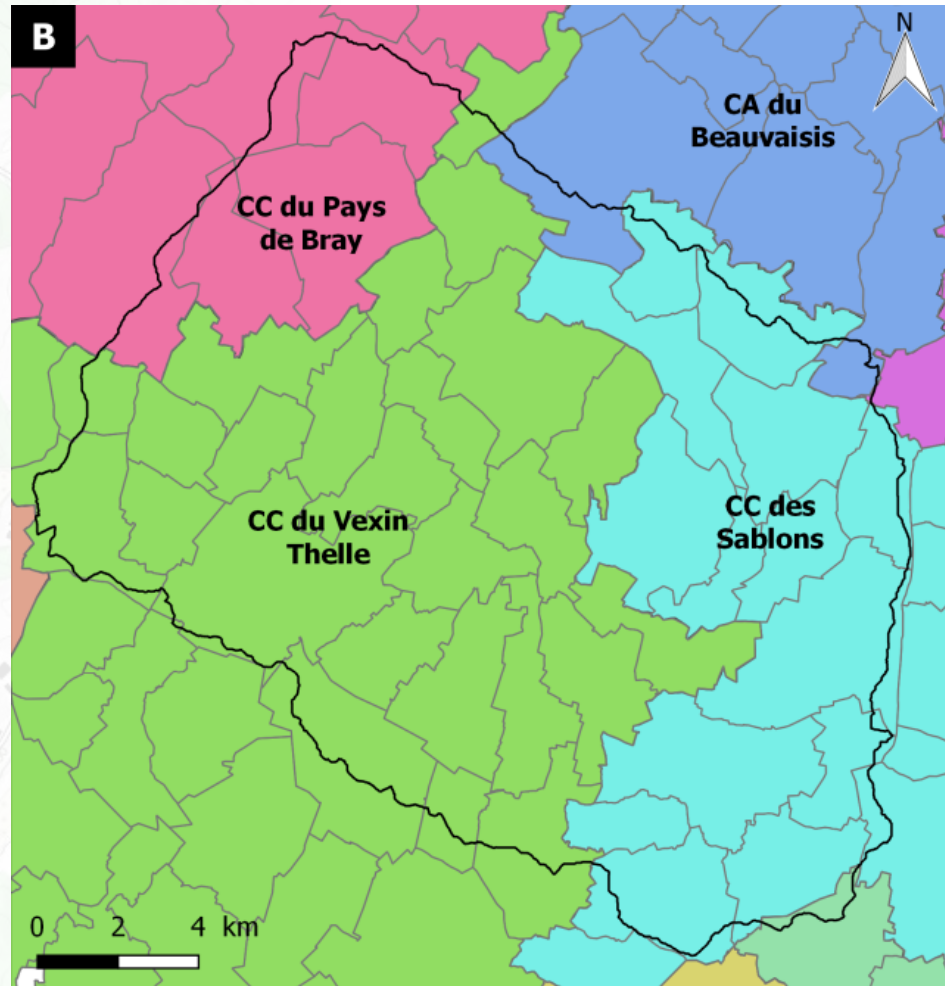 B
N
CA du
Beauvaisis
CC du Pays
de Bray
CC du Vexin
Thelle
CC des
Sablons
0 2 4 km